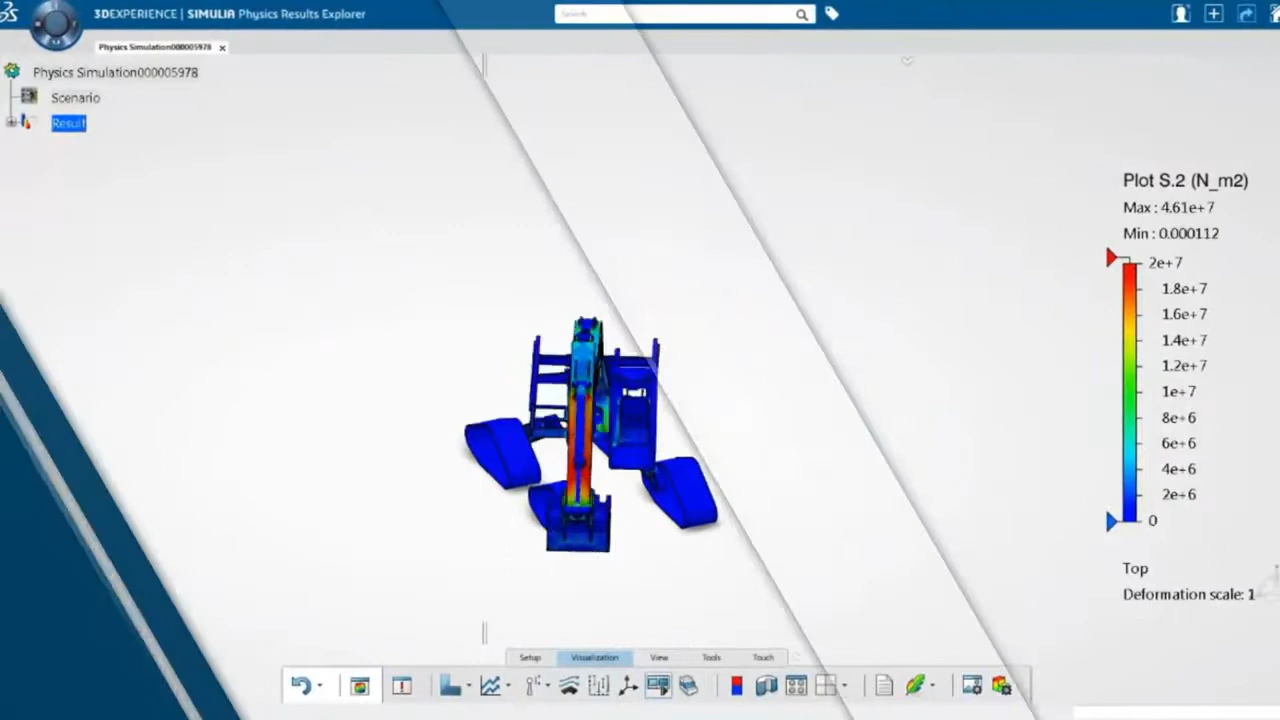 3DEXPERIENCE | SIMULIA Physics Results Explorer
Search
Physics Simulation000005978
Physics Simulation000005978
Scenario
Result
Plot S.2 (N_m2)
Max : 4.61e+7
Min : 0.000112
2e+7
1.8e+7
1.6e+7
1.4e+7
1.2e+7
1e+7
8e+6
6e+6
4e+6
2e+6
0
Top
Deformation scale: 1
Setup Visualization View Tools Touch